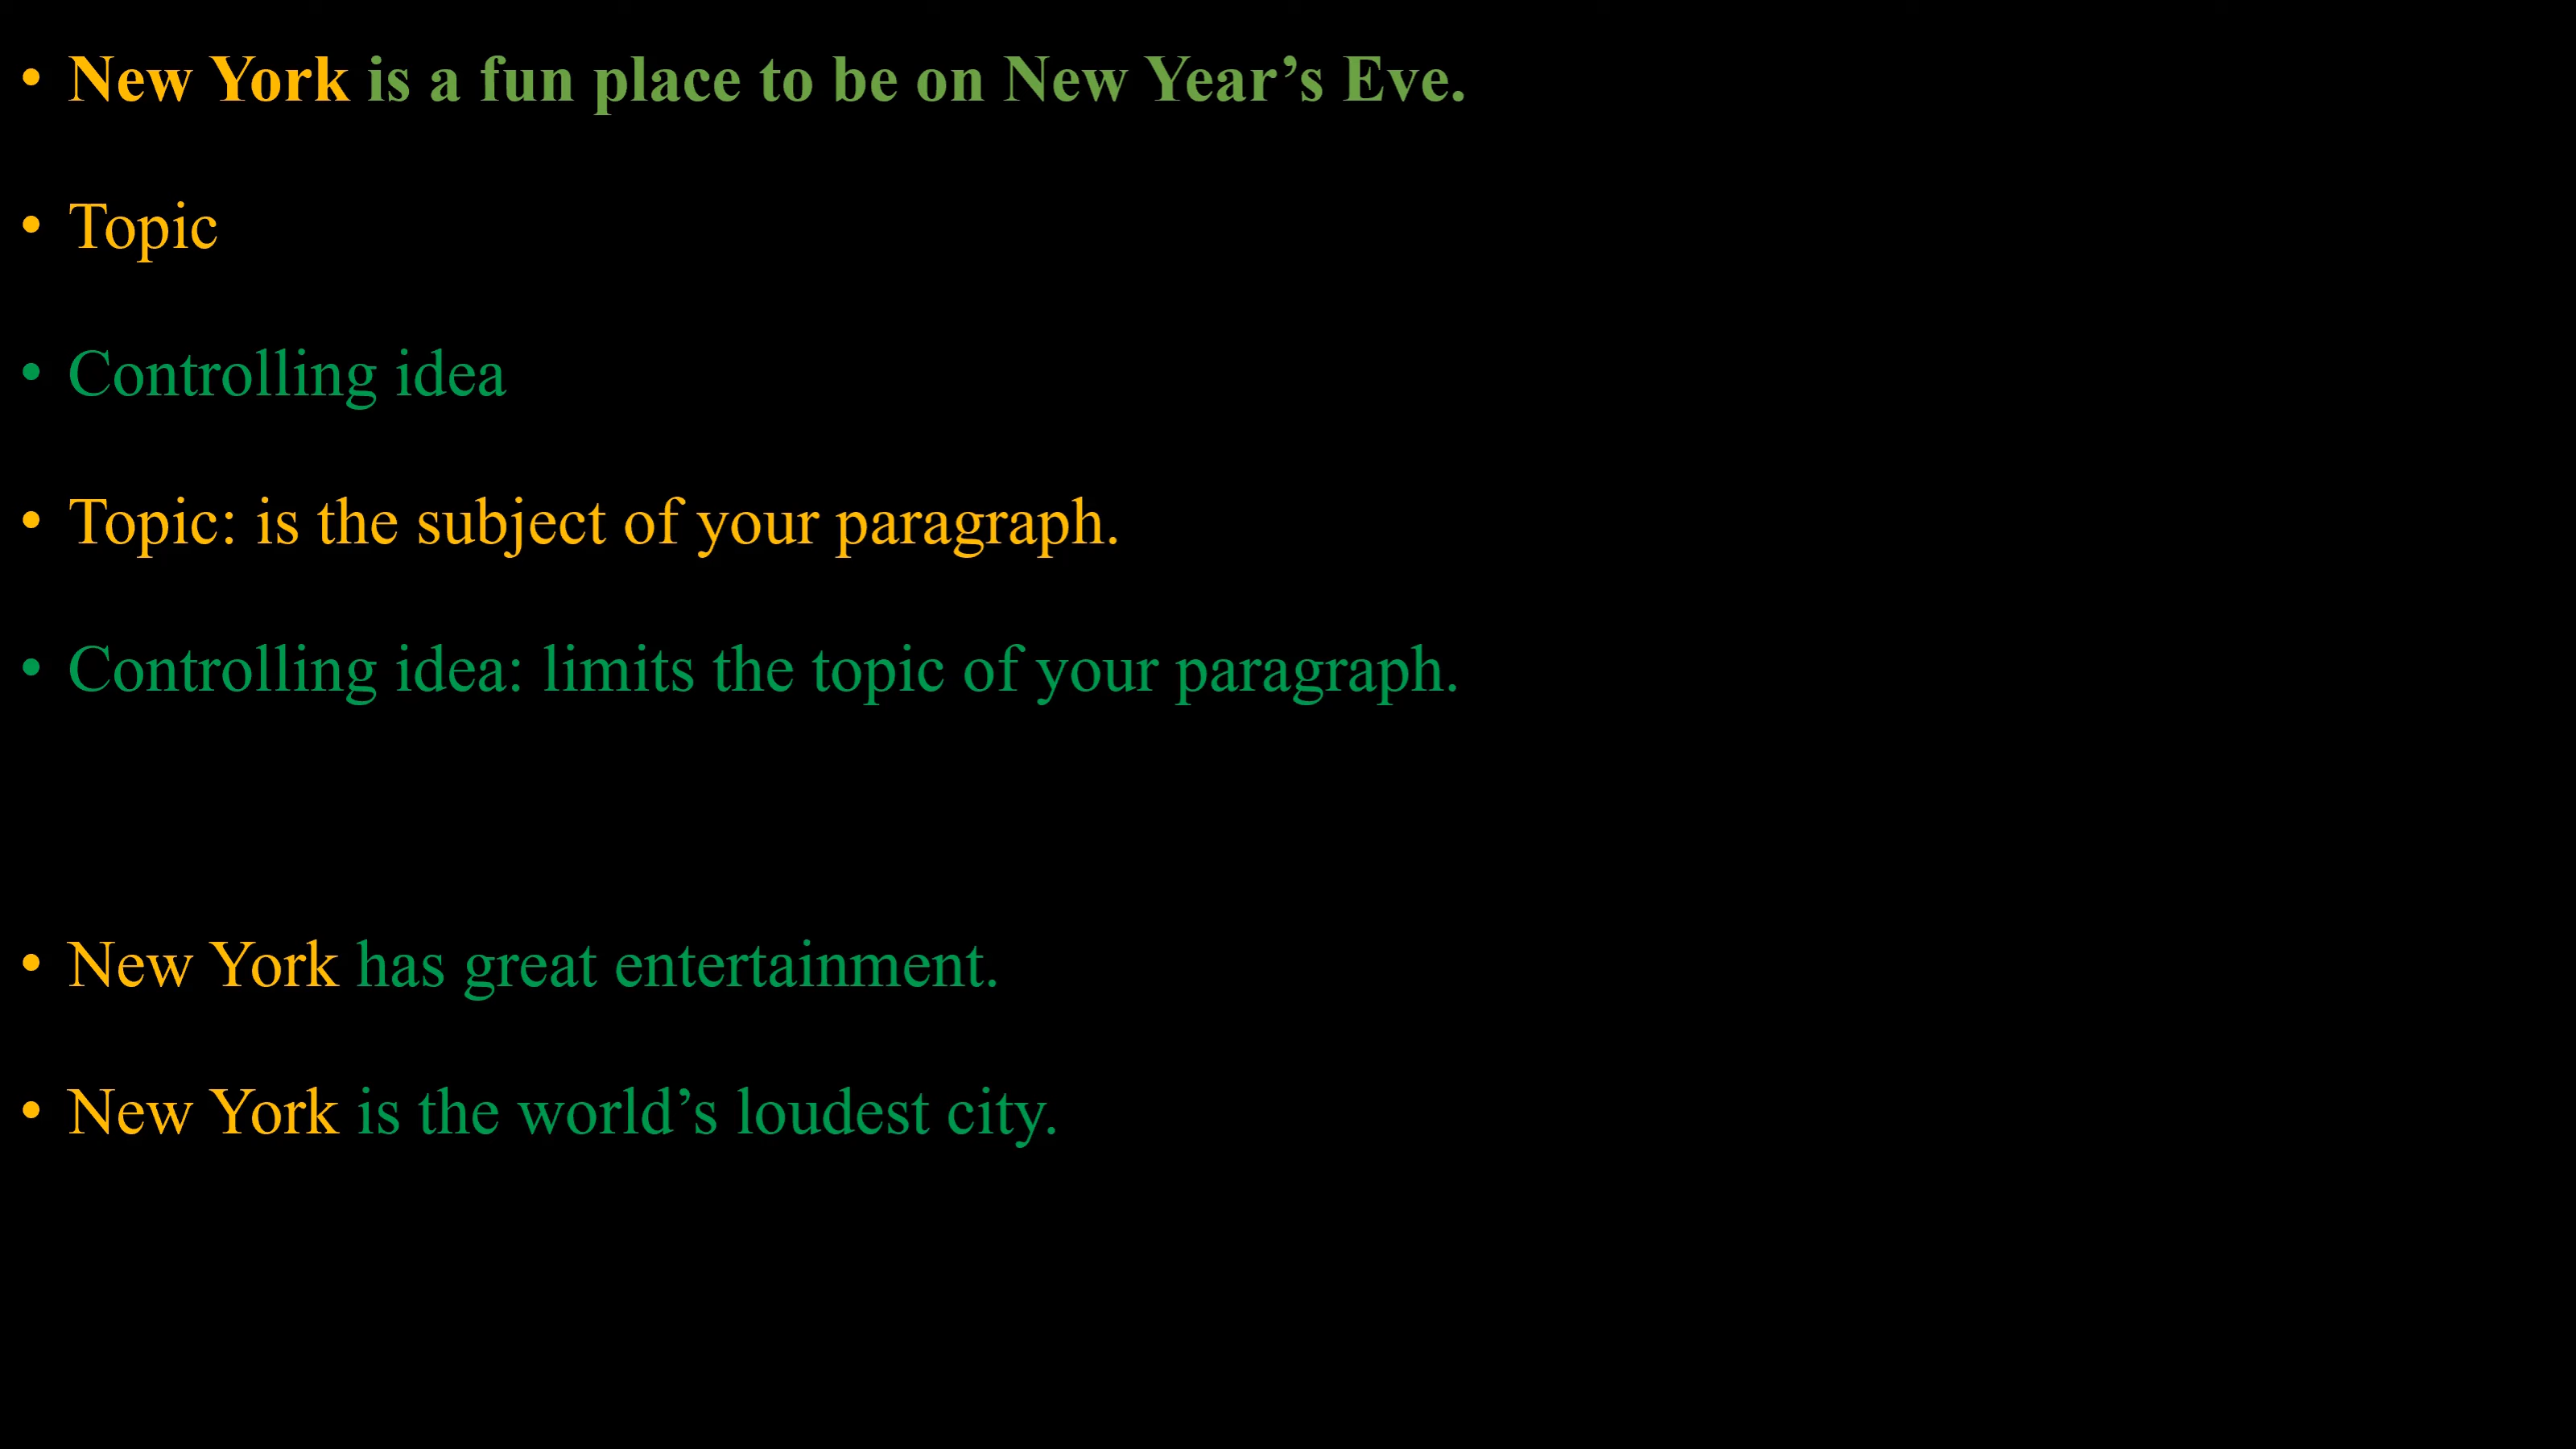 • New York is a fun place to be on New Year’s Eve.
• Topic
• Controlling idea
• Topic: is the subject of your paragraph.
• Controlling idea: limits the topic of your paragraph.
• New York has great entertainment.
• New York is the world’s loudest city.